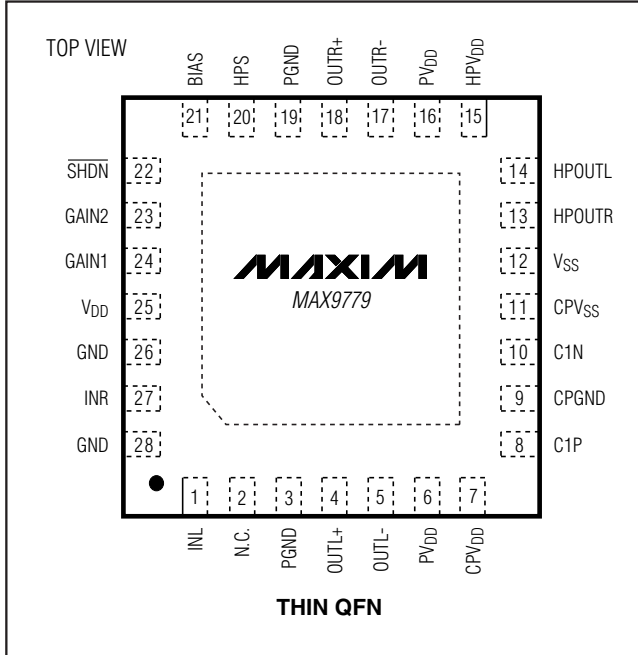 TOP VIEW
BIAS
HPS
PGND
OUTR+
OUTR-
PVDD
HPVDD
21
20
19
18
17
16
15
SHDN 22
GAIN2 23
GAIN1 24
VDD 25
GND 26
INR 27
GND 28
MAXIM
MAX9779
14 HPOUTL
13 HPOUTR
12 VSS
11 CPVSS
10 C1N
9 CPGND
8 C1P
1
2
3
4
5
6
7
INL
N.C.
PGND
OUTL+
OUTL-
PVDD
CPVDD
THIN QFN